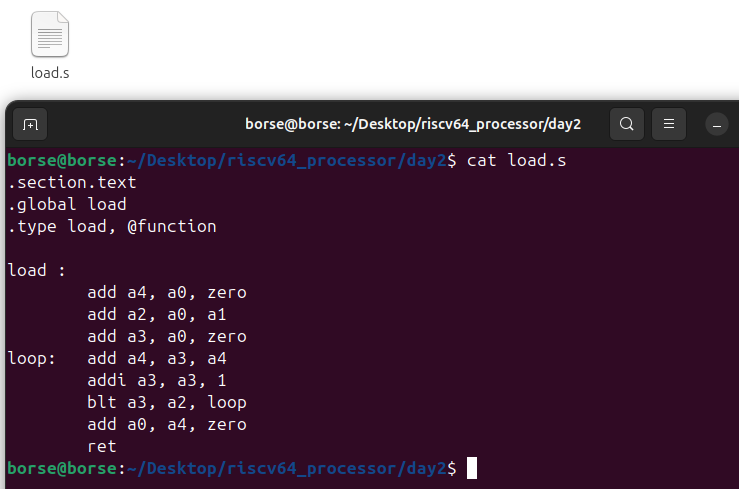 load.s
borse@borse: ~/Desktop/riscv64_processor/day2
borse@borse:~/Desktop/riscv64_processor/day2$ cat load.s
.section.text
.global load
.type load, @function
load :
add a4, a0, zero
add a2, a0, a1
add a3, a0, zero
loop: add a4, a3, a4
addi a3, a3, 1
blt a3, a2, loop
add a0, a4, zero
ret
borse@borse:~/Desktop/riscv64_processor/day2$